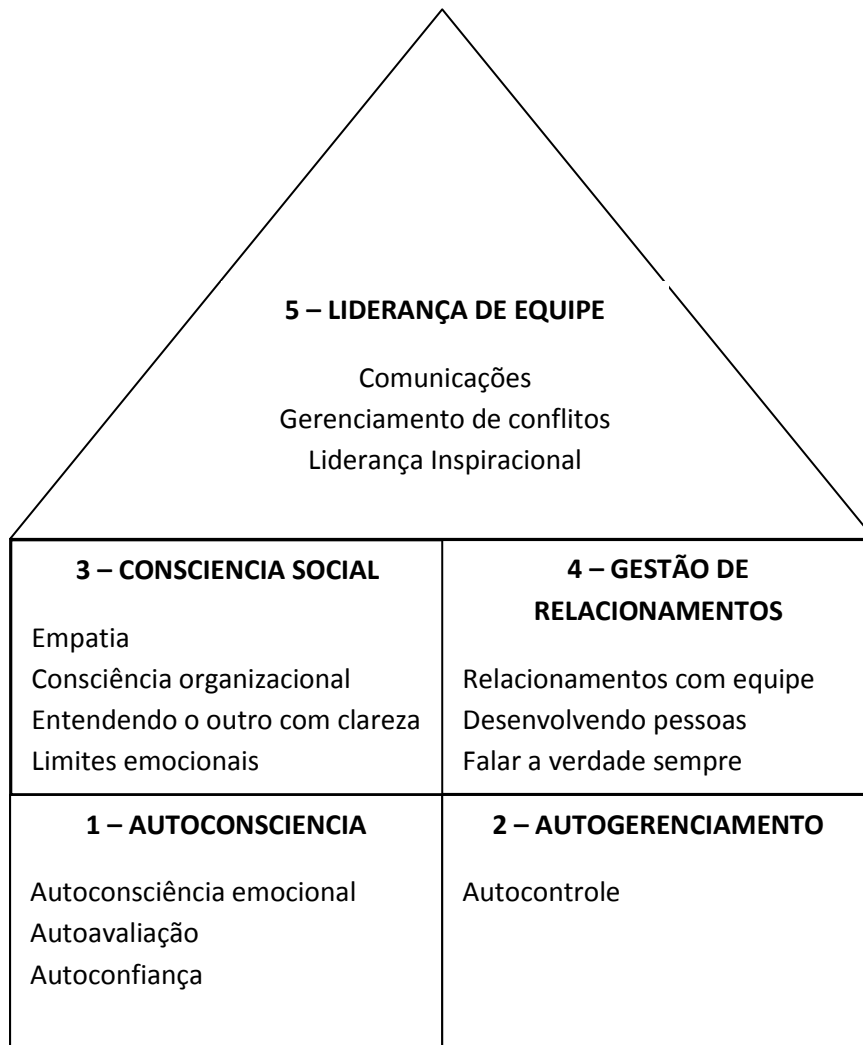 5 – LIDERANÇA DE EQUIPE
Comunicações
Gerenciamento de conflitos
Liderança Inspiracional
3 – CONSCIENCIA SOCIAL
Empatia
Consciência organizacional
Entendendo o outro com clareza
Limites emocionais
4 – GESTÃO DE
RELACIONAMENTOS
Relacionamentos com equipe
Desenvolvendo pessoas
Falar a verdade sempre
1 – AUTOCONSCIENCIA
Autoconsciência emocional
Autoavaliação
Autoconfiança
2 – AUTOGERENCIAMENTO
Autocontrole